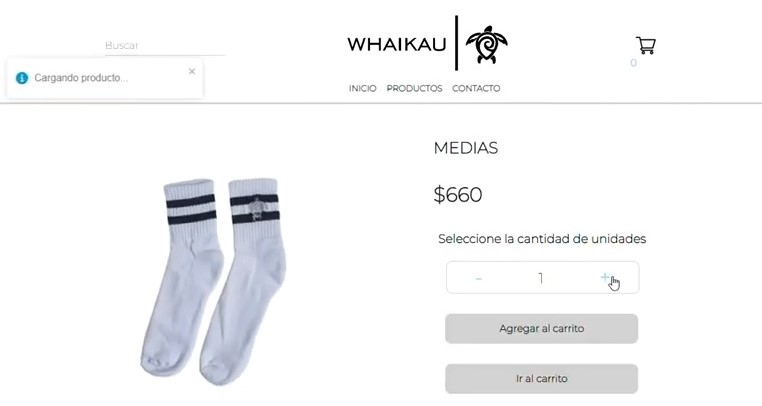 Buscar
WHAIKAU
0
Cargando producto...
INICIO PRODUCTOS CONTACTO
MEDIAS
$660
Seleccione la cantidad de unidades
- 1 +
Agregar al carrito
Ir al carrito